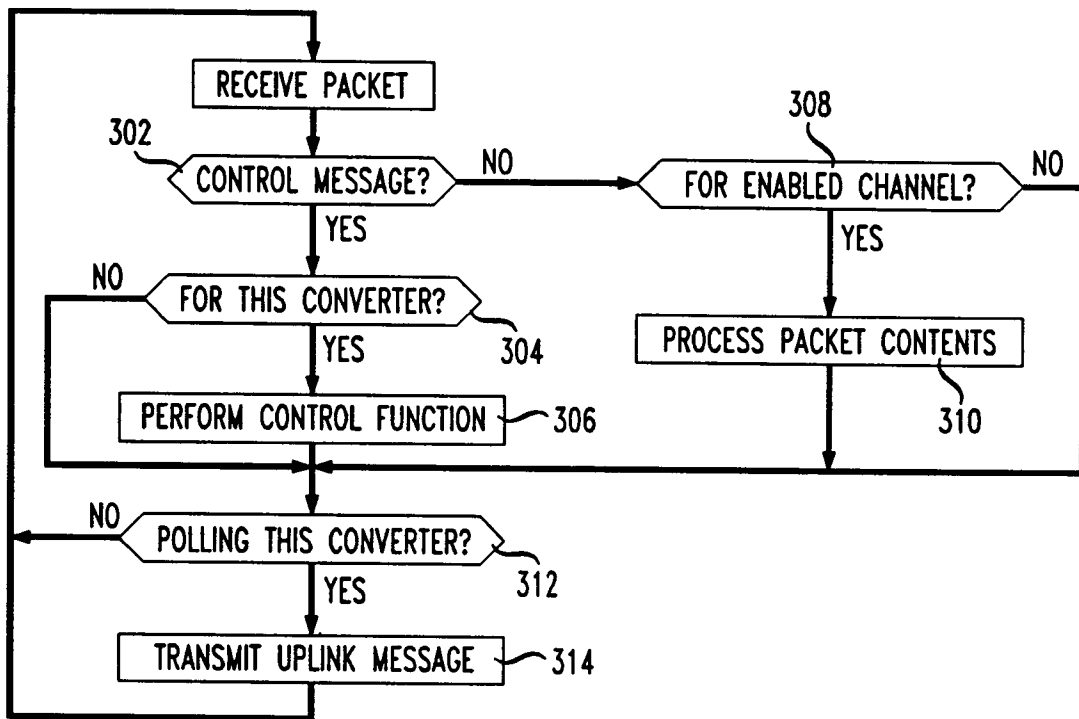 RECEIVE PACKET
302
CONTROL MESSAGE?
NO
308
FOR ENABLED CHANNEL?
NO
YES
YES
NO
FOR THIS CONVERTER?
304
YES
PROCESS PACKET CONTENTS
310
PERFORM CONTROL FUNCTION
306
NO
POLLING THIS CONVERTER?
312
YES
TRANSMIT UPLINK MESSAGE
314